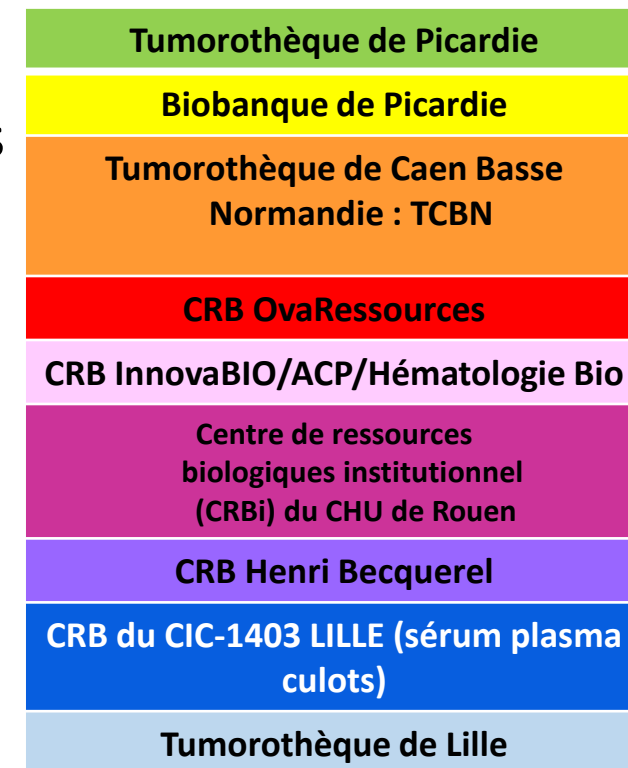 Tumorothèque de Picardie
Biobanque de Picardie
Tumorothèque de Caen Basse
Normandie : TCBN
CRB OvaRessources
CRB InnovaBIO/ACP/Hématologie Bio
Centre de ressources
biologiques institutionnel
(CRBi) du CHU de Rouen
CRB Henri Becquerel
CRB du CIC-1403 LILLE (sérum plasma
culots)
Tumorothèque de Lille